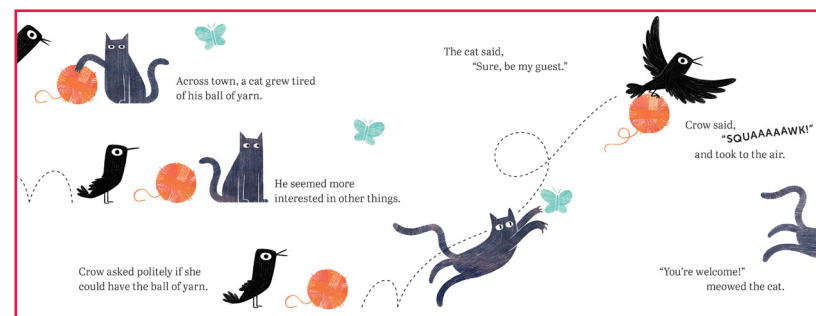 Across town, a cat grew tired
of his ball of yarn.
He seemed more
interested in other things.
Crow asked politely if she
could have the ball of yarn.
The cat said,
"Sure, be my guest."
Crow said,
"SQUAAAAAWK!"
and took to the air.
"You're welcome!"
meowed the cat.